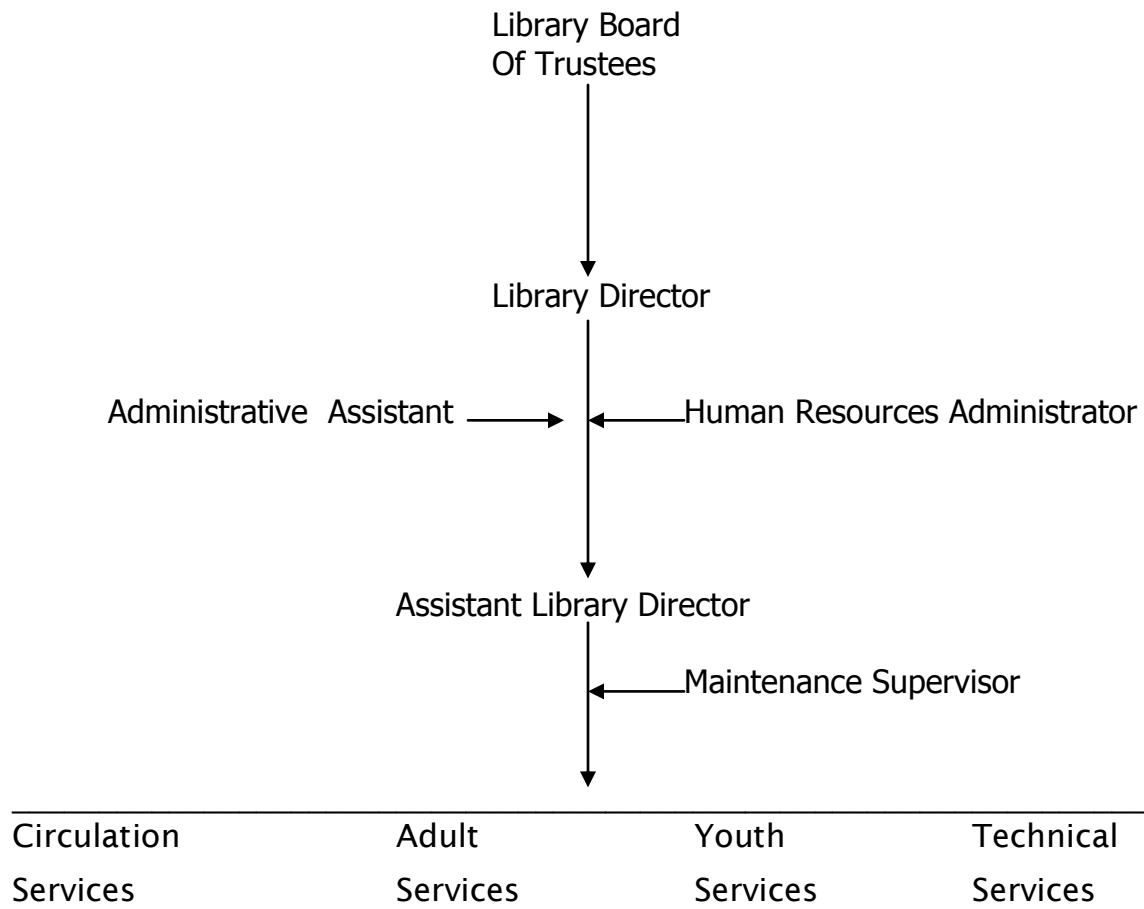 Library Board
Of Trustees
Library Director
Administrative Assistant
Human Resources Administrator
Assistant Library Director
Maintenance Supervisor
Circulation Adult Youth Technical
Services Services Services Services